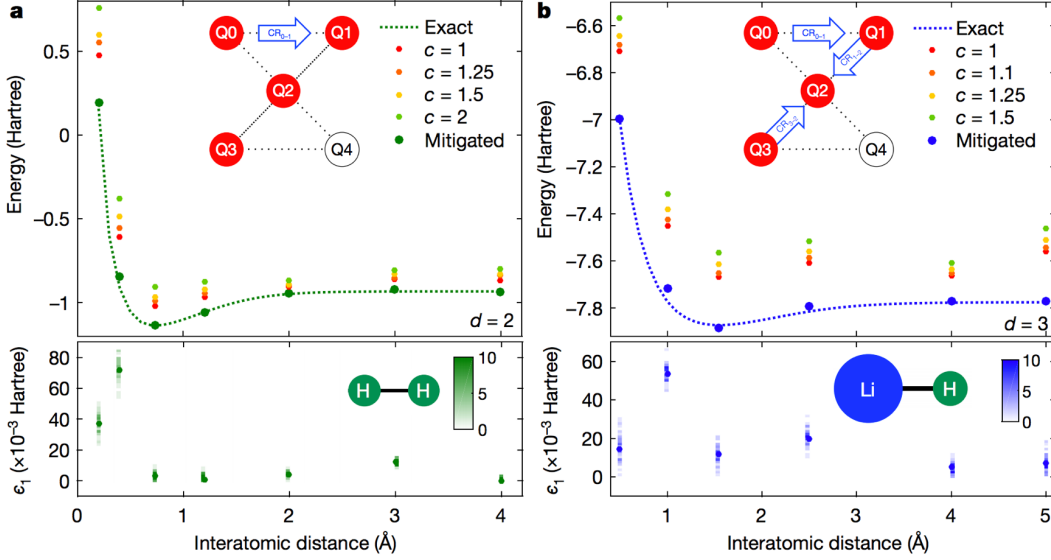 a
Energy (Hartree)
0.5
0
−0.5
−1
Q0
CR0–1
Q1
Q2
Q3
Q4
Exact
c = 1
c = 1.25
c = 1.5
c = 2
Mitigated
d = 2
ϵ1 (×10−3 Hartree)
80
60
40
20
0
H
H
10
5
0
0
1
2
3
4
Interatomic distance (Å)
b
Energy (Hartree)
−6.6
−6.8
−7
−7.2
−7.4
−7.6
−7.8
Q0
CR0–1
Q1
CR1–2
Q2
CR3–2
Q3
Q4
Exact
c = 1
c = 1.1
c = 1.25
c = 1.5
Mitigated
d = 3
ϵ1 (×10−3 Hartree)
60
40
20
0
Li
H
10
5
0
1
2
3
4
5
Interatomic distance (Å)